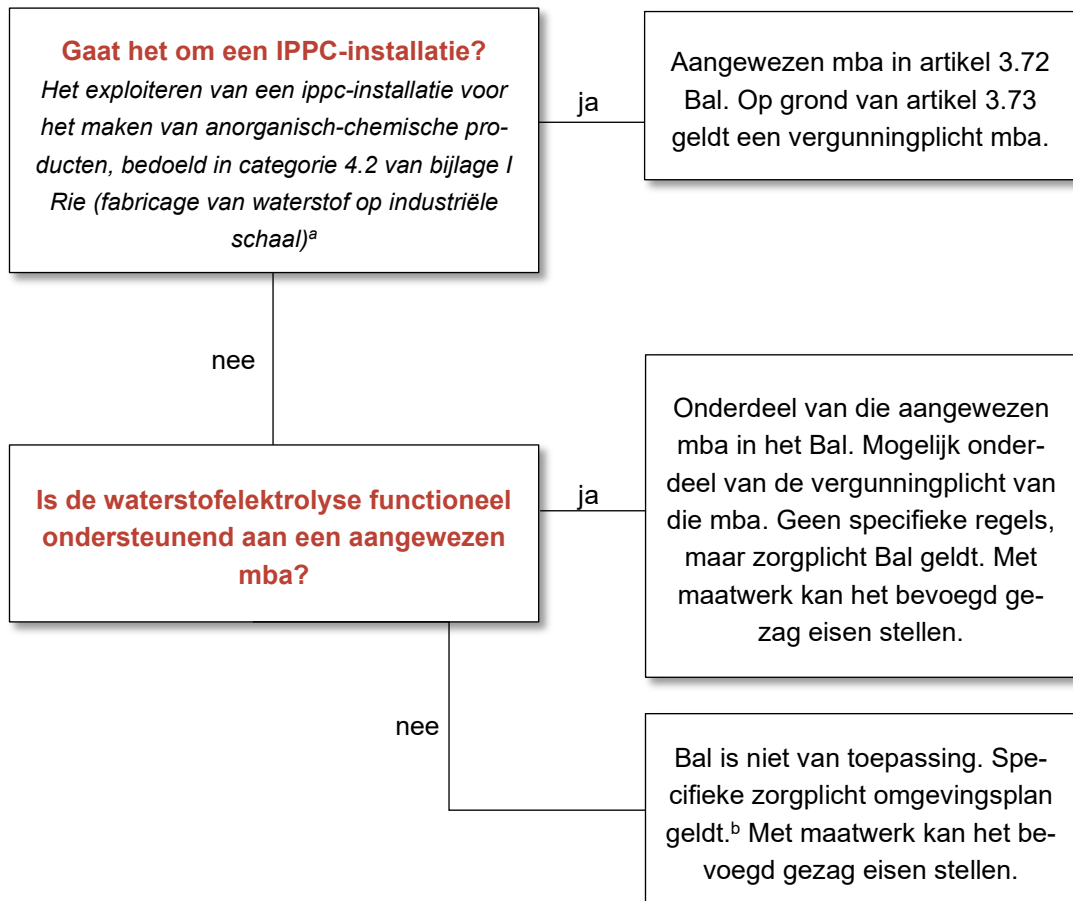 Gaat het om een IPPC-installatie?
Het exploiteren van een ippc-installatie voor
het maken van anorganisch-chemische pro-
ducten, bedoeld in categorie 4.2 van bijlage I
Rie (fabricage van waterstof op industriële
schaal)ᵃ
ja
Aangewezen mba in artikel 3.72
Bal. Op grond van artikel 3.73
geldt een vergunningplicht mba.
nee
Is de waterstofelektrolyse functioneel
ondersteunend aan een aangewezen
mba?
ja
Onderdeel van die aangewezen
mba in het Bal. Mogelijk onder-
deel van de vergunningplicht van
die mba. Geen specifieke regels,
maar zorgplicht Bal geldt. Met
maatwerk kan het bevoegd ge-
zag eisen stellen.
nee
Bal is niet van toepassing. Spe-
cifieke zorgplicht omgevingsplan
geldt.ᵇ Met maatwerk kan het be-
voegd gezag eisen stellen.